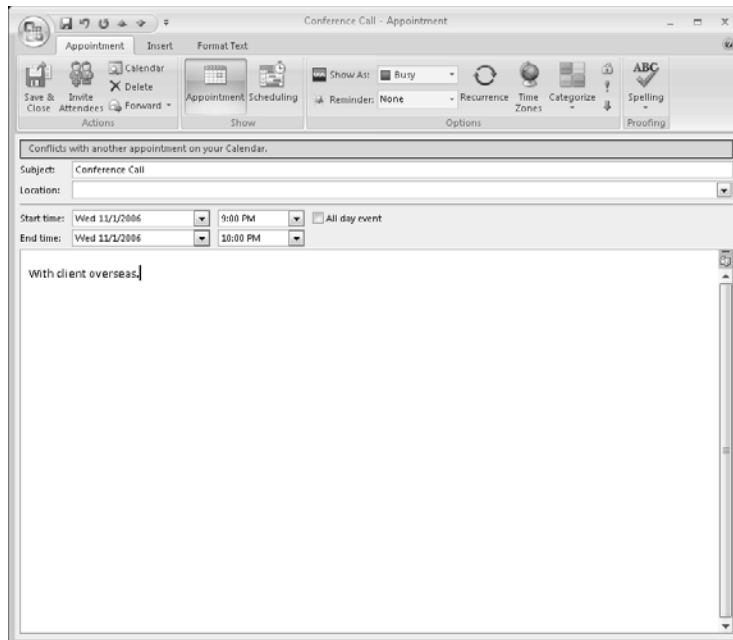 Conference Call - Appointment
Appointment Insert Format Text
Save & Close
Invite Attendees
Calendar
Delete
Forward
Actions
Appointment Scheduling
Show
Show As: Busy
Reminder: None
Recurrence
Time Zones
Categorize
Options
ABC
Spelling
Proofing
Conflicts with another appointment on your Calendar.
Subject: Conference Call
Location:
Start time: Wed 11/1/2006 9:00 PM All day event
End time: Wed 11/1/2006 10:00 PM
With client overseas.